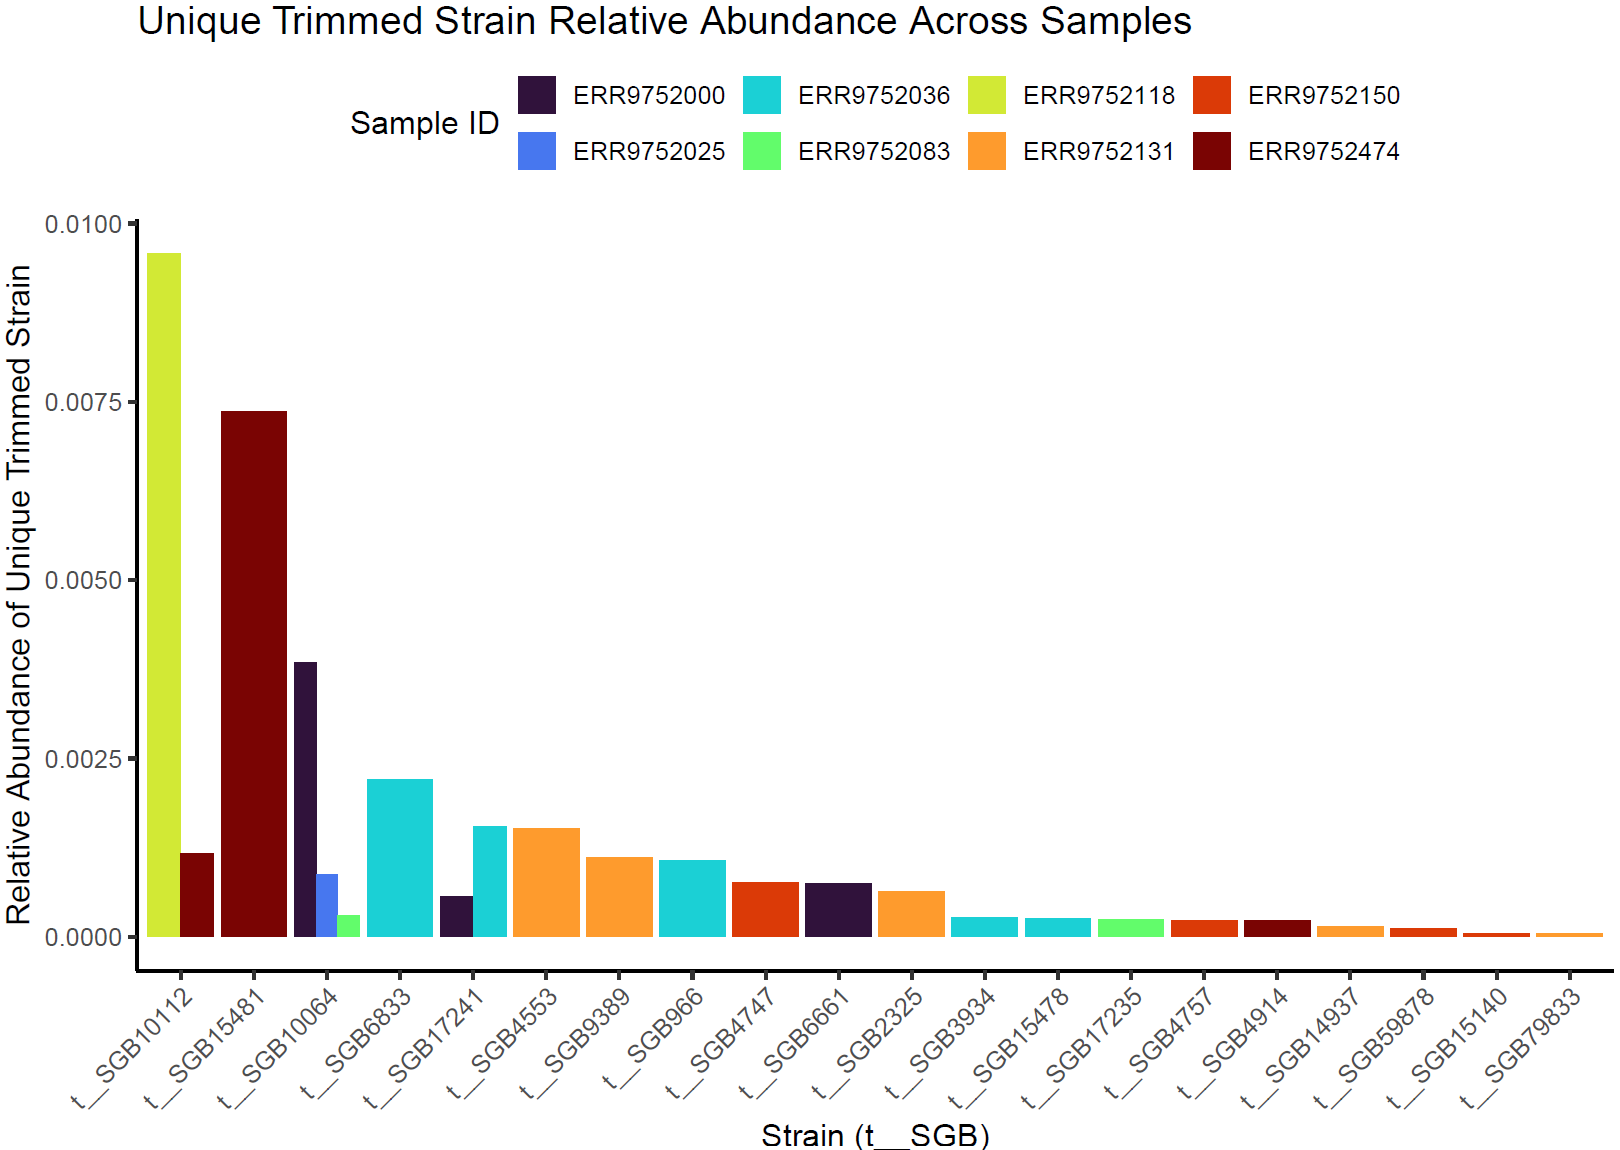 Unique Trimmed Strain Relative Abundance Across Samples
Sample ID
ERR9752000 ERR9752036 ERR9752118 ERR9752150
ERR9752025 ERR9752083 ERR9752131 ERR9752474
Relative Abundance of Unique Trimmed Strain
0.0100
0.0075
0.0050
0.0025
0.0000
t__SGB10112
t__SGB15481
t__SGB10064
t__SGB6833
t__SGB17241
t__SGB4553
t__SGB9389
t__SGB966
t__SGB4747
t__SGB6661
t__SGB2325
t__SGB3934
t__SGB15478
t__SGB17235
t__SGB4757
t__SGB4914
t__SGB14937
t__SGB59878
t__SGB15140
t__SGB79833
Strain (t__SGB)